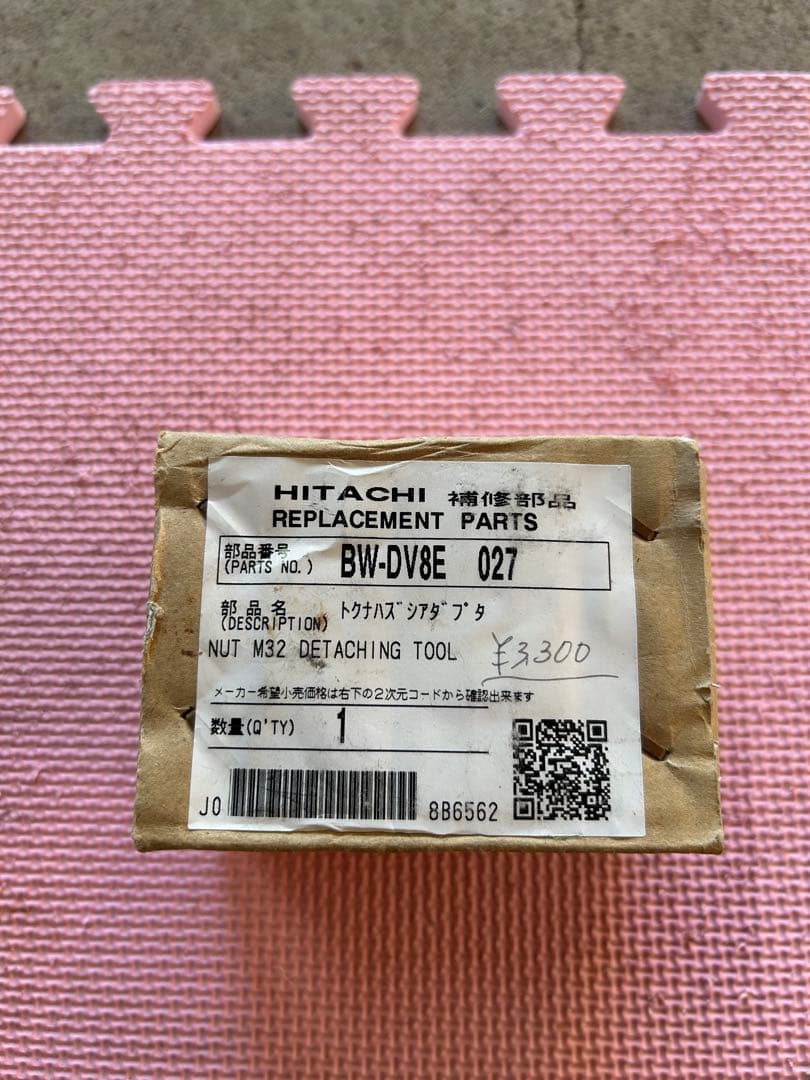 HITACHI 補修部品
REPLACEMENT PARTS
部品番号
(PARTS NO.) BW-DV8E 027
部品名 トクナハズシアダプタ
(DESCRIPTION)
NUT M32 DETACHING TOOL ¥3,300
メーカー希望小売価格は右下の2次元コードから確認出来ます
数量(Q'TY) 1
J0 8B6562